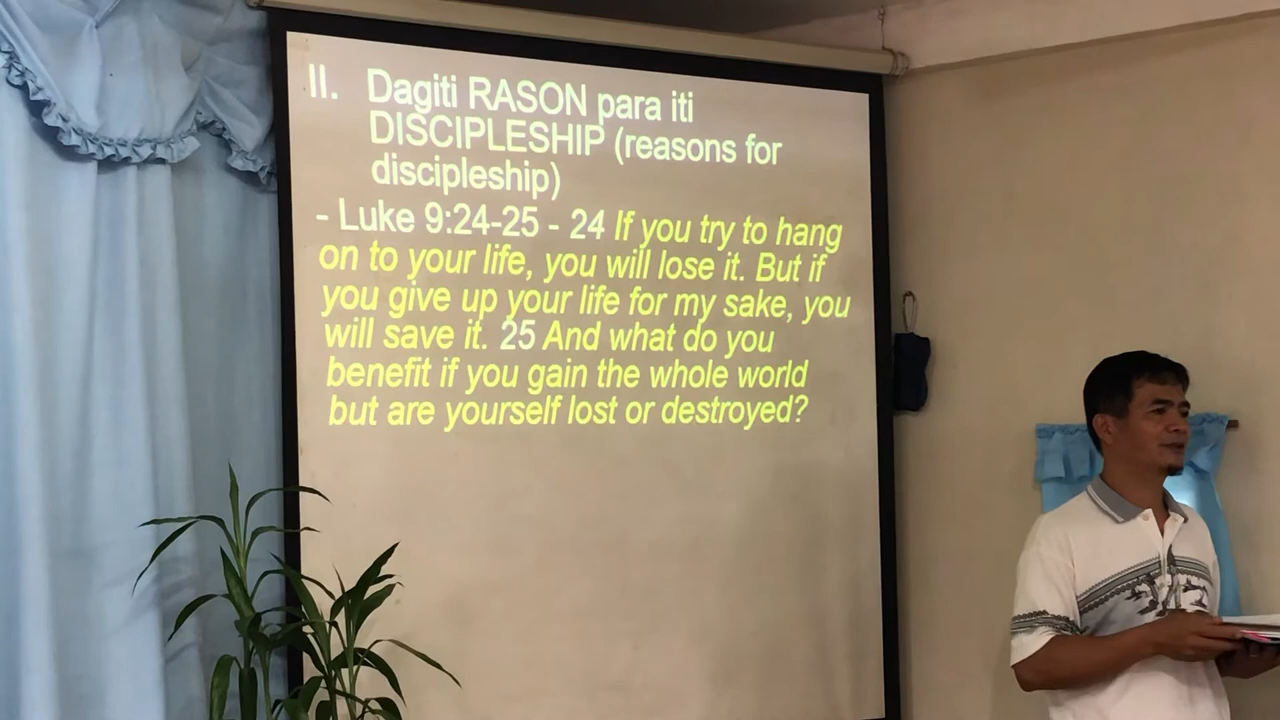 II. Dagiti RASON para iti
DISCIPLESHIP (reasons for
discipleship)
- Luke 9:24-25 - 24 If you try to hang
on to your life, you will lose it. But if
you give up your life for my sake, you
will save it. 25 And what do you
benefit if you gain the whole world
but are yourself lost or destroyed?